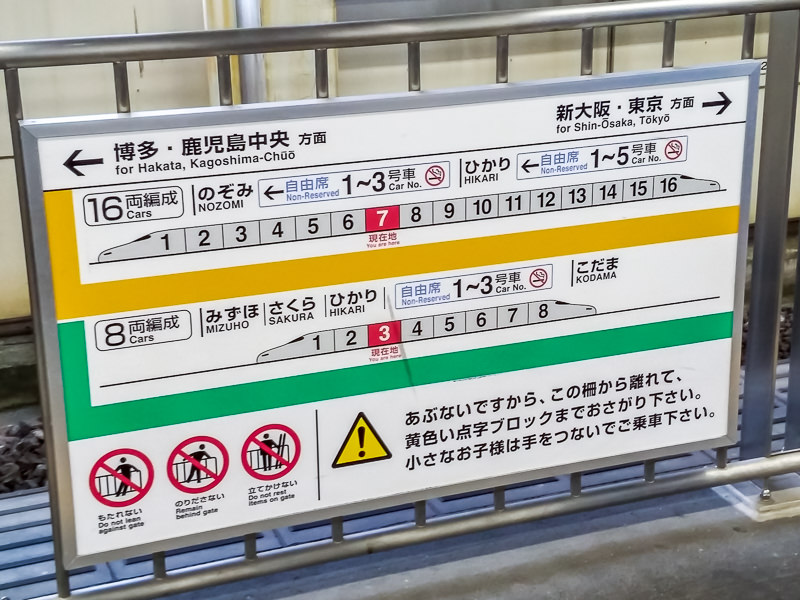 ← 博多・鹿児島中央 方面
for Hakata, Kagoshima-Chūō
新大阪・東京 方面 →
for Shin-Ōsaka, Tōkyō
16両編成
Cars
のぞみ
NOZOMI
← 自由席 1~3号車
Non-Reserved Car No.
ひかり
HIKARI
← 自由席 1~5号車
Non-Reserved Car No.
1 2 3 4 5 6 7 8 9 10 11 12 13 14 15 16
現在地
You are here
8両編成
Cars
みずほ
MIZUHO
さくら
SAKURA
ひかり
HIKARI
自由席 1~3号車
Non-Reserved Car No.
こだま
KODAMA
1 2 3 4 5 6 7 8
現在地
You are here
もたれない
Do not lean
against gate
のりださない
Remain
behind gate
立てかけない
Do not rest
items on gate
あぶないですから、この柵から離れて、
黄色い点字ブロックまでおさがり下さい。
小さなお子様は手をつないでご乗車下さい。